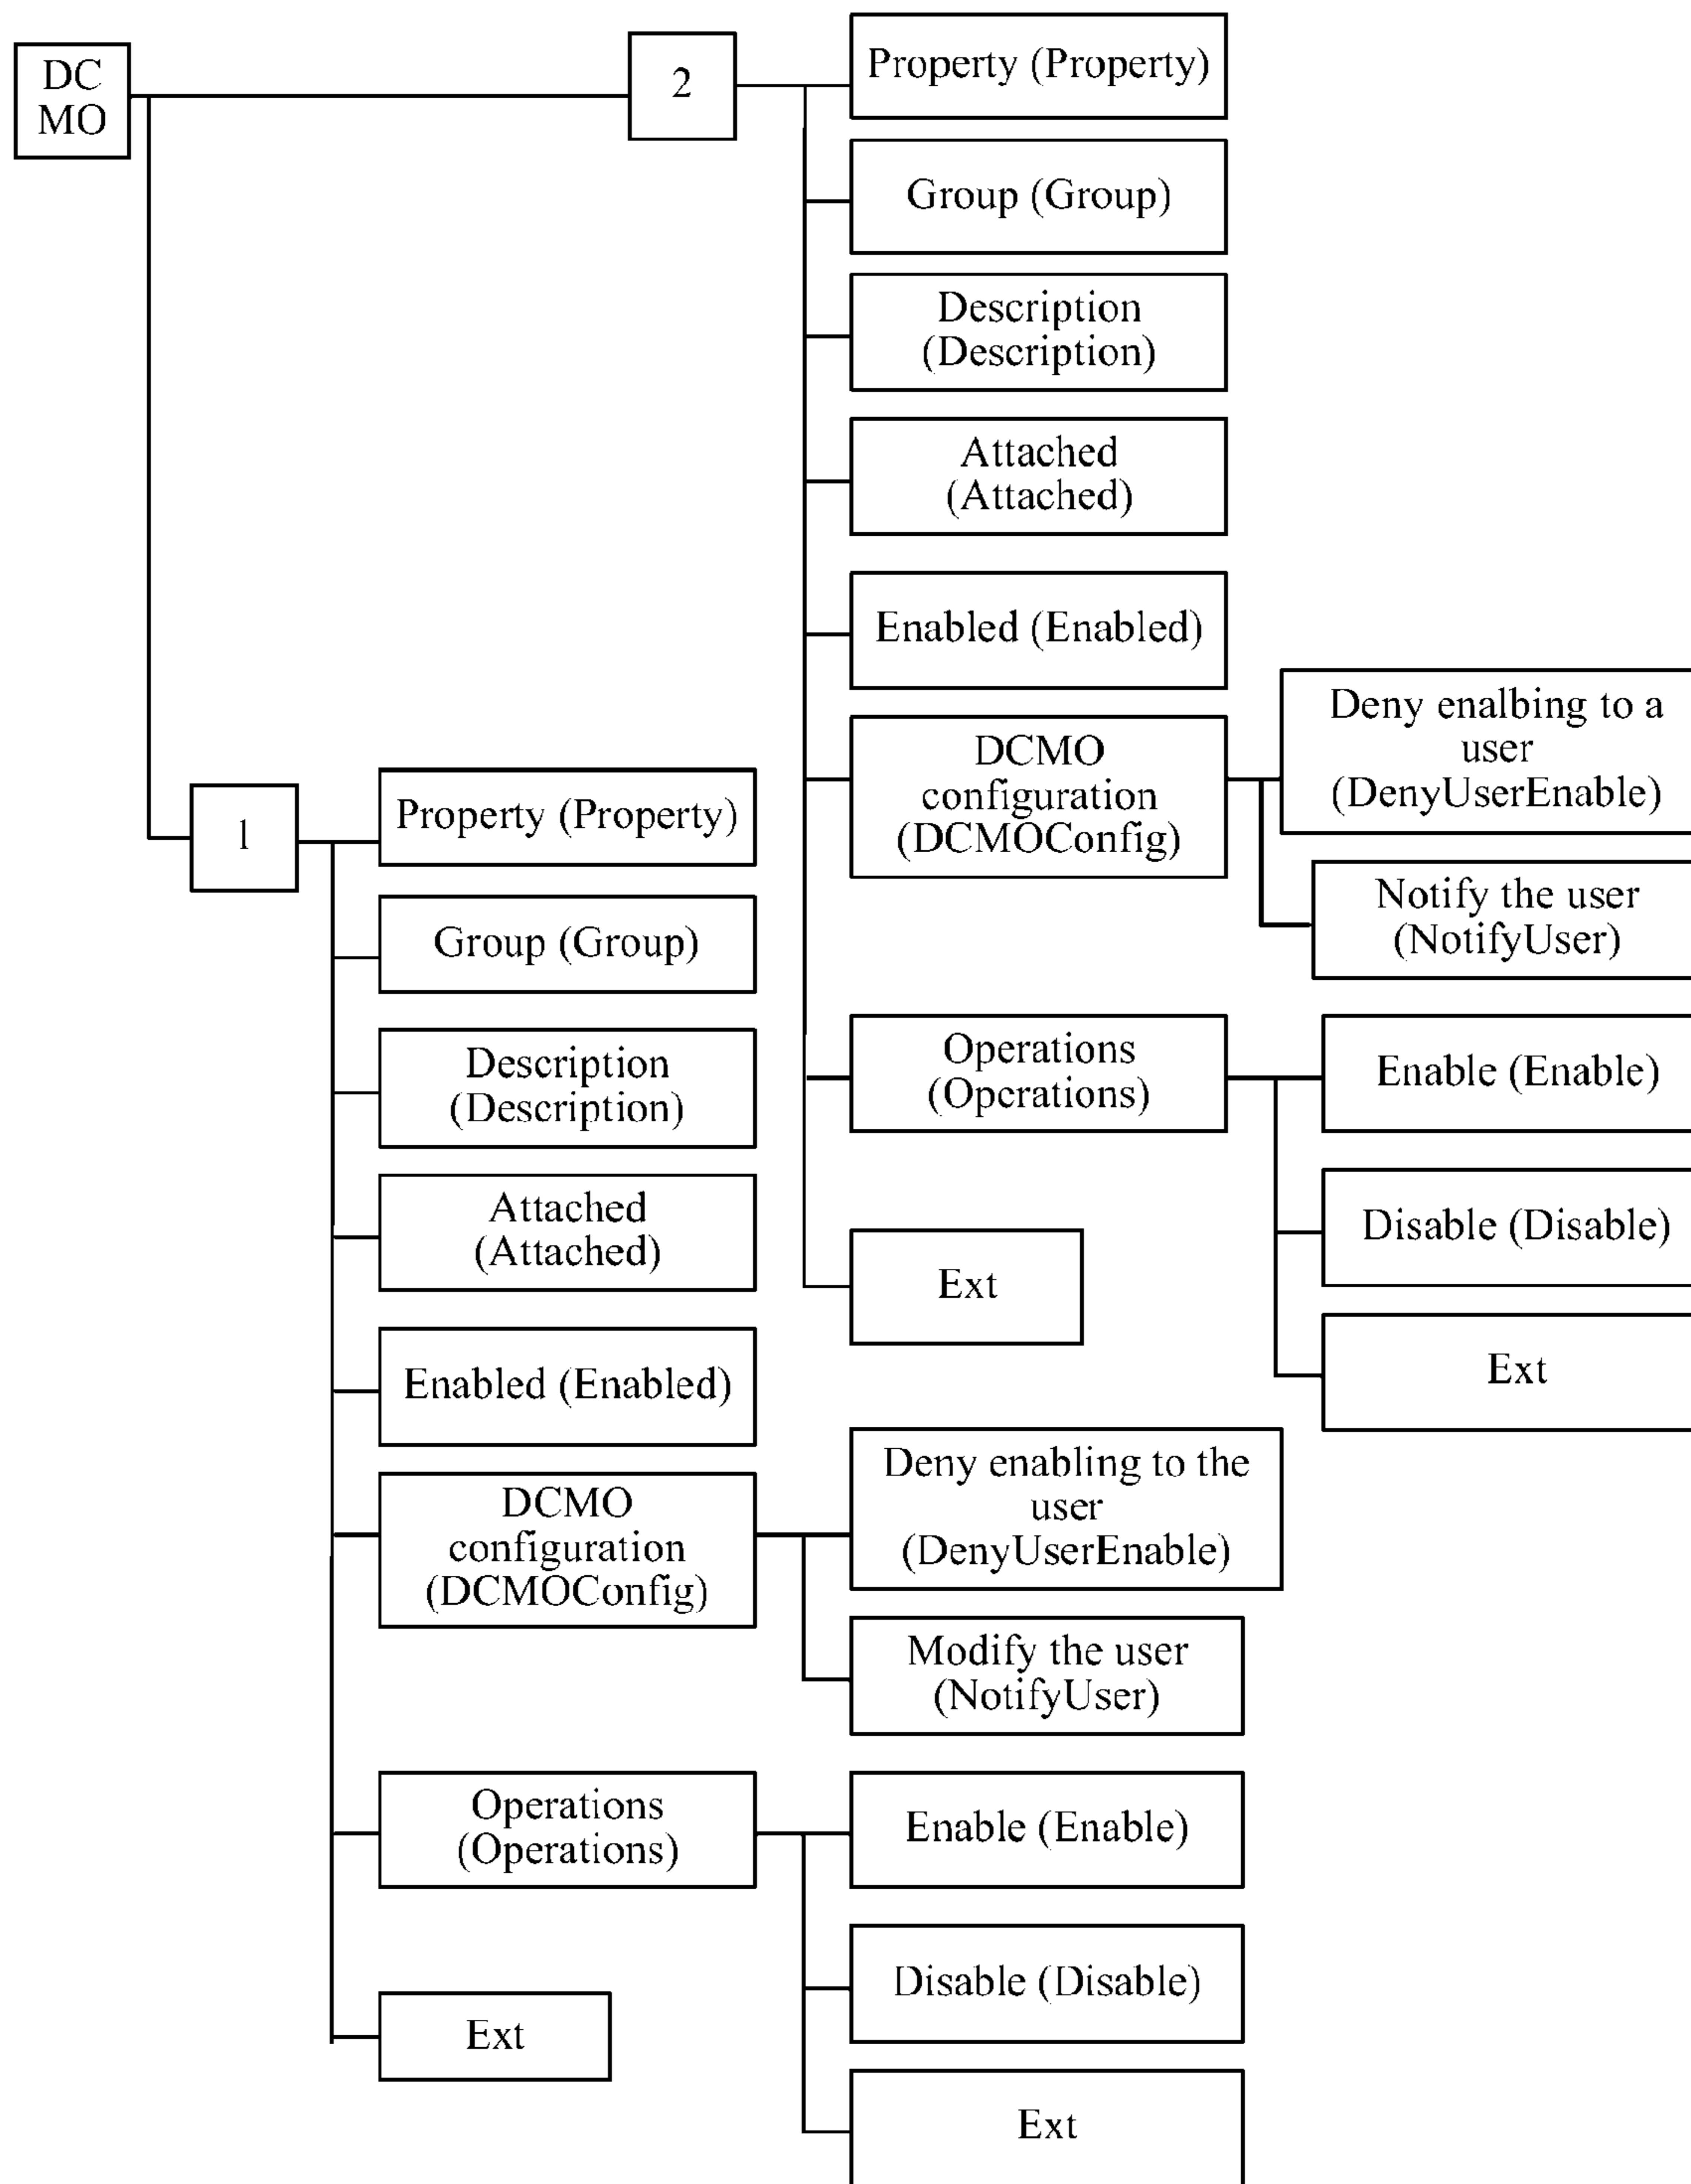 DC
MO
2
Property (Property)
Group (Group)
Description
(Description)
Attached
(Attached)
Enabled (Enabled)
DCMO
configuration
(DCMOConfig)
Deny enalbing to a
user
(DenyUserEnable)
Notify the user
(NotifyUser)
Operations
(Operations)
Enable (Enable)
Disable (Disable)
Ext
Ext
1
Property (Property)
Group (Group)
Description
(Description)
Attached
(Attached)
Enabled (Enabled)
DCMO
configuration
(DCMOConfig)
Deny enabling to the
user
(DenyUserEnable)
Modify the user
(NotifyUser)
Operations
(Operations)
Enable (Enable)
Disable (Disable)
Ext
Ext